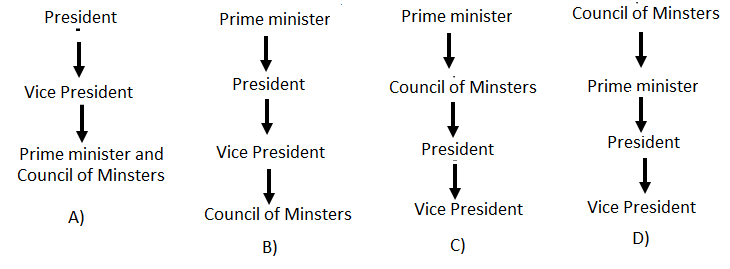 President
Vice President
Prime minister and
Council of Minsters
A)
Prime minister
President
Vice President
Council of Minsters
B)
Prime minister
Council of Minsters
President
Vice President
C)
Council of Minsters
Prime minister
President
Vice President
D)